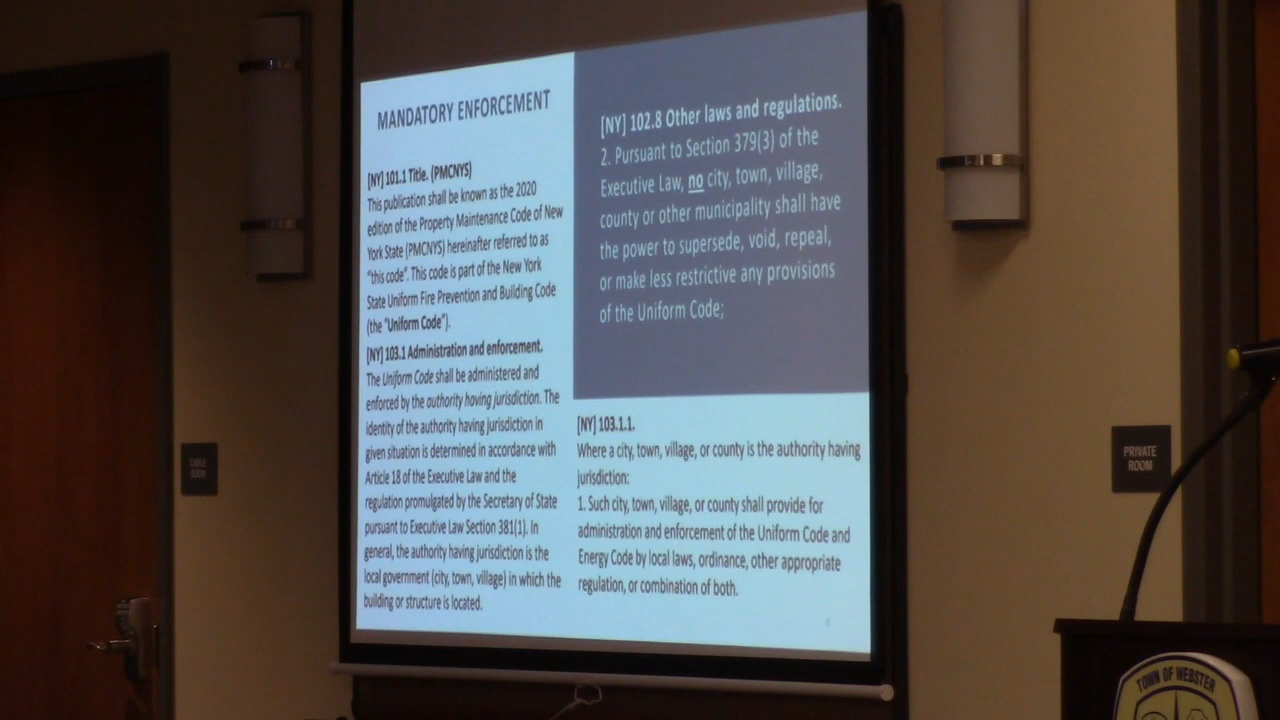 MANDATORY ENFORCEMENT
[NY] 101.1 Title. (PMCNYS)
This publication shall be known as the 2020
edition of the Property Maintenance Code of New
York State (PMCNYS) hereinafter referred to as
"this code". This code is part of the New York
State Uniform Fire Prevention and Building Code
(the "Uniform Code").
[NY] 103.1 Administration and enforcement.
The Uniform Code shall be administered and
enforced by the authority having jurisdiction. The
identity of the authority having jurisdiction in
given situation is determined in accordance with
Article 18 of the Executive Law and the
regulation promulgated by the Secretary of State
pursuant to Executive Law Section 381(1). In
general, the authority having jurisdiction is the
local government (city, town, village) in which the
building or structure is located.
[NY] 102.8 Other laws and regulations.
2. Pursuant to Section 379(3) of the
Executive Law, no city, town, village,
county or other municipality shall have
the power to supersede, void, repeal,
or make less restrictive any provisions
of the Uniform Code;
[NY] 103.1.1.
Where a city, town, village, or county is the authority having
jurisdiction:
1. Such city, town, village, or county shall provide for
administration and enforcement of the Uniform Code and
Energy Code by local laws, ordinance, other appropriate
regulation, or combination of both.
CABLE
ROOM
PRIVATE
ROOM
TOWN OF WEBSTER